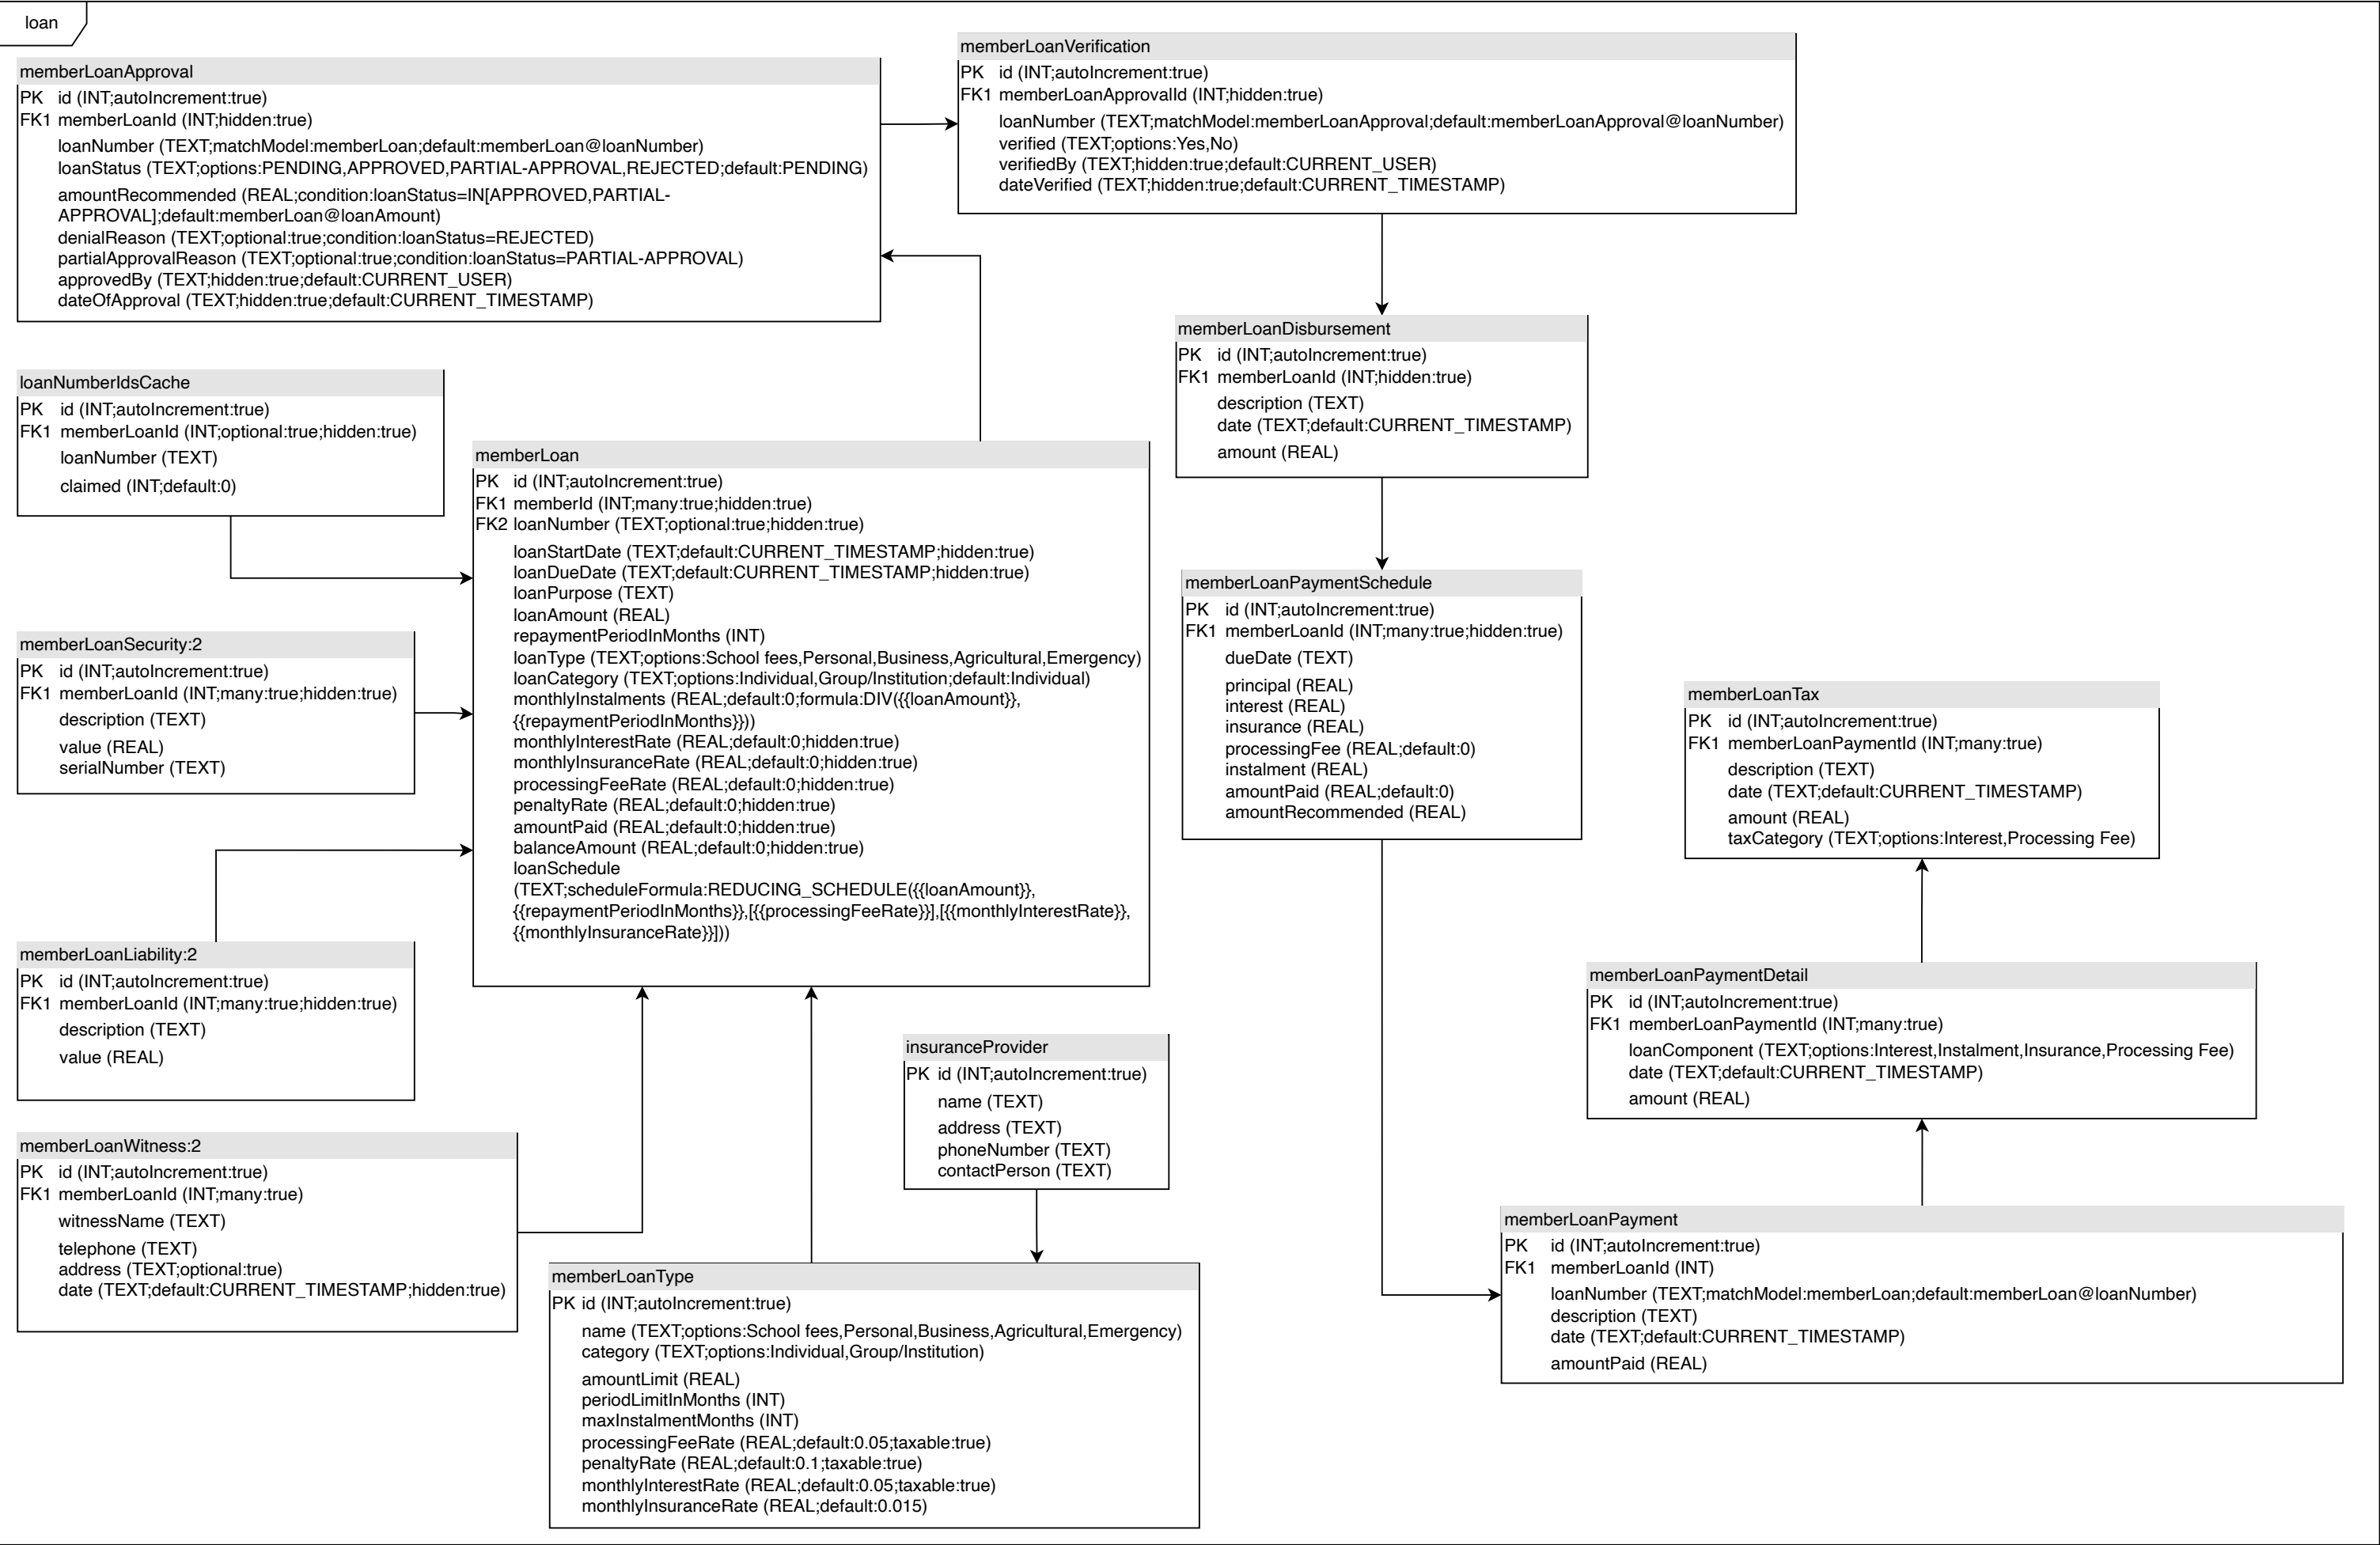 loan
memberLoanApproval
PK id (INT;autoIncrement:true)
FK1 memberLoanId (INT;hidden:true)
loanNumber (TEXT;matchModel:memberLoan;default:memberLoan@loanNumber)
loanStatus (TEXT;options:PENDING,APPROVED,PARTIAL-APPROVAL,REJECTED;default:PENDING)
amountRecommended (REAL;condition:loanStatus=IN[APPROVED,PARTIAL-
APPROVAL];default:memberLoan@loanAmount)
denialReason (TEXT;optional:true;condition:loanStatus=REJECTED)
partialApprovalReason (TEXT;optional:true;condition:loanStatus=PARTIAL-APPROVAL)
approvedBy (TEXT;hidden:true;default:CURRENT_USER)
dateOfApproval (TEXT;hidden:true;default:CURRENT_TIMESTAMP)
memberLoanVerification
PK id (INT;autoIncrement:true)
FK1 memberLoanApprovalId (INT;hidden:true)
loanNumber (TEXT;matchModel:memberLoanApproval;default:memberLoanApproval@loanNumber)
verified (TEXT;options:Yes,No)
verifiedBy (TEXT;hidden:true;default:CURRENT_USER)
dateVerified (TEXT;hidden:true;default:CURRENT_TIMESTAMP)
memberLoanDisbursement
PK id (INT;autoIncrement:true)
FK1 memberLoanId (INT;hidden:true)
description (TEXT)
date (TEXT;default:CURRENT_TIMESTAMP)
amount (REAL)
loanNumberIdsCache
PK id (INT;autoIncrement:true)
FK1 memberLoanId (INT;optional:true;hidden:true)
loanNumber (TEXT)
claimed (INT;default:0)
memberLoan
PK id (INT;autoIncrement:true)
FK1 memberId (INT;many:true;hidden:true)
FK2 loanNumber (TEXT;optional:true;hidden:true)
loanStartDate (TEXT;default:CURRENT_TIMESTAMP;hidden:true)
loanDueDate (TEXT;default:CURRENT_TIMESTAMP;hidden:true)
loanPurpose (TEXT)
loanAmount (REAL)
repaymentPeriodInMonths (INT)
loanType (TEXT;options:School fees,Personal,Business,Agricultural,Emergency)
loanCategory (TEXT;options:Individual,Group/Institution;default:Individual)
monthlyInstalments (REAL;default:0;formula:DIV({{loanAmount}},
{{repaymentPeriodInMonths}}))
monthlyInterestRate (REAL;default:0;hidden:true)
monthlyInsuranceRate (REAL;default:0;hidden:true)
processingFeeRate (REAL;default:0;hidden:true)
penaltyRate (REAL;default:0;hidden:true)
amountPaid (REAL;default:0;hidden:true)
balanceAmount (REAL;default:0;hidden:true)
loanSchedule
(TEXT;scheduleFormula:REDUCING_SCHEDULE({{loanAmount}},
{{repaymentPeriodInMonths}},[{{processingFeeRate}}],[{{monthlyInterestRate}},
{{monthlyInsuranceRate}}]))
memberLoanPaymentSchedule
PK id (INT;autoIncrement:true)
FK1 memberLoanId (INT;many:true;hidden:true)
dueDate (TEXT)
principal (REAL)
interest (REAL)
insurance (REAL)
processingFee (REAL;default:0)
instalment (REAL)
amountPaid (REAL;default:0)
amountRecommended (REAL)
memberLoanSecurity:2
PK id (INT;autoIncrement:true)
FK1 memberLoanId (INT;many:true;hidden:true)
description (TEXT)
value (REAL)
serialNumber (TEXT)
memberLoanTax
PK id (INT;autoIncrement:true)
FK1 memberLoanPaymentId (INT;many:true)
description (TEXT)
date (TEXT;default:CURRENT_TIMESTAMP)
amount (REAL)
taxCategory (TEXT;options:Interest,Processing Fee)
memberLoanLiability:2
PK id (INT;autoIncrement:true)
FK1 memberLoanId (INT;many:true;hidden:true)
description (TEXT)
value (REAL)
memberLoanPaymentDetail
PK id (INT;autoIncrement:true)
FK1 memberLoanPaymentId (INT;many:true)
loanComponent (TEXT;options:Interest,Instalment,Insurance,Processing Fee)
date (TEXT;default:CURRENT_TIMESTAMP)
amount (REAL)
insuranceProvider
PK id (INT;autoIncrement:true)
name (TEXT)
address (TEXT)
phoneNumber (TEXT)
contactPerson (TEXT)
memberLoanWitness:2
PK id (INT;autoIncrement:true)
FK1 memberLoanId (INT;many:true)
witnessName (TEXT)
telephone (TEXT)
address (TEXT;optional:true)
date (TEXT;default:CURRENT_TIMESTAMP;hidden:true)
memberLoanPayment
PK id (INT;autoIncrement:true)
FK1 memberLoanId (INT)
loanNumber (TEXT;matchModel:memberLoan;default:memberLoan@loanNumber)
description (TEXT)
date (TEXT;default:CURRENT_TIMESTAMP)
amountPaid (REAL)
memberLoanType
PK id (INT;autoIncrement:true)
name (TEXT;options:School fees,Personal,Business,Agricultural,Emergency)
category (TEXT;options:Individual,Group/Institution)
amountLimit (REAL)
periodLimitInMonths (INT)
maxInstalmentMonths (INT)
processingFeeRate (REAL;default:0.05;taxable:true)
penaltyRate (REAL;default:0.1;taxable:true)
monthlyInterestRate (REAL;default:0.05;taxable:true)
monthlyInsuranceRate (REAL;default:0.015)